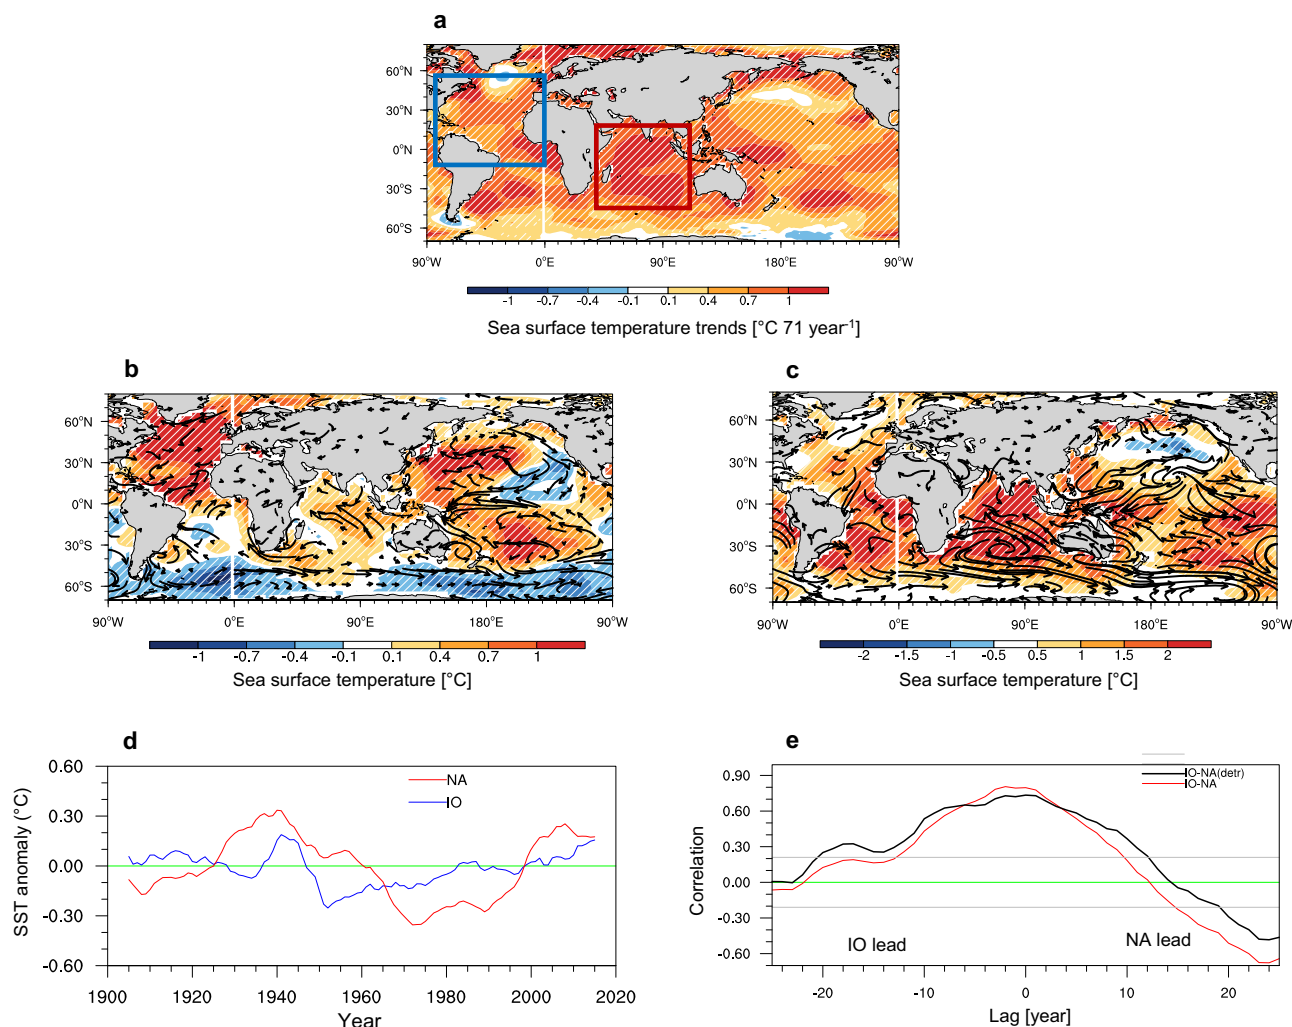 a
60°N
30°N
0°N
30°S
60°S
90°W 0°E 90°E 180°E 90°W
-1 -0.7 -0.4 -0.1 0.1 0.4 0.7 1
Sea surface temperature trends [°C 71 year⁻¹]
b
60°N
30°N
0°N
30°S
60°S
90°W 0°E 90°E 180°E 90°W
-1 -0.7 -0.4 -0.1 0.1 0.4 0.7 1
Sea surface temperature [°C]
c
60°N
30°N
0°N
30°S
60°S
90°W 0°E 90°E 180°E 90°W
-2 -1.5 -1 -0.5 0.5 1 1.5 2
Sea surface temperature [°C]
d
SST anomaly (°C)
0.60
0.30
0.00
-0.30
-0.60
NA
IO
1900 1920 1940 1960 1980 2000 2020
Year
e
Correlation
0.90
0.60
0.30
0.00
-0.30
-0.60
IO-NA(detr)
IO-NA
IO lead
NA lead
-20 -10 0 10 20
Lag [year]